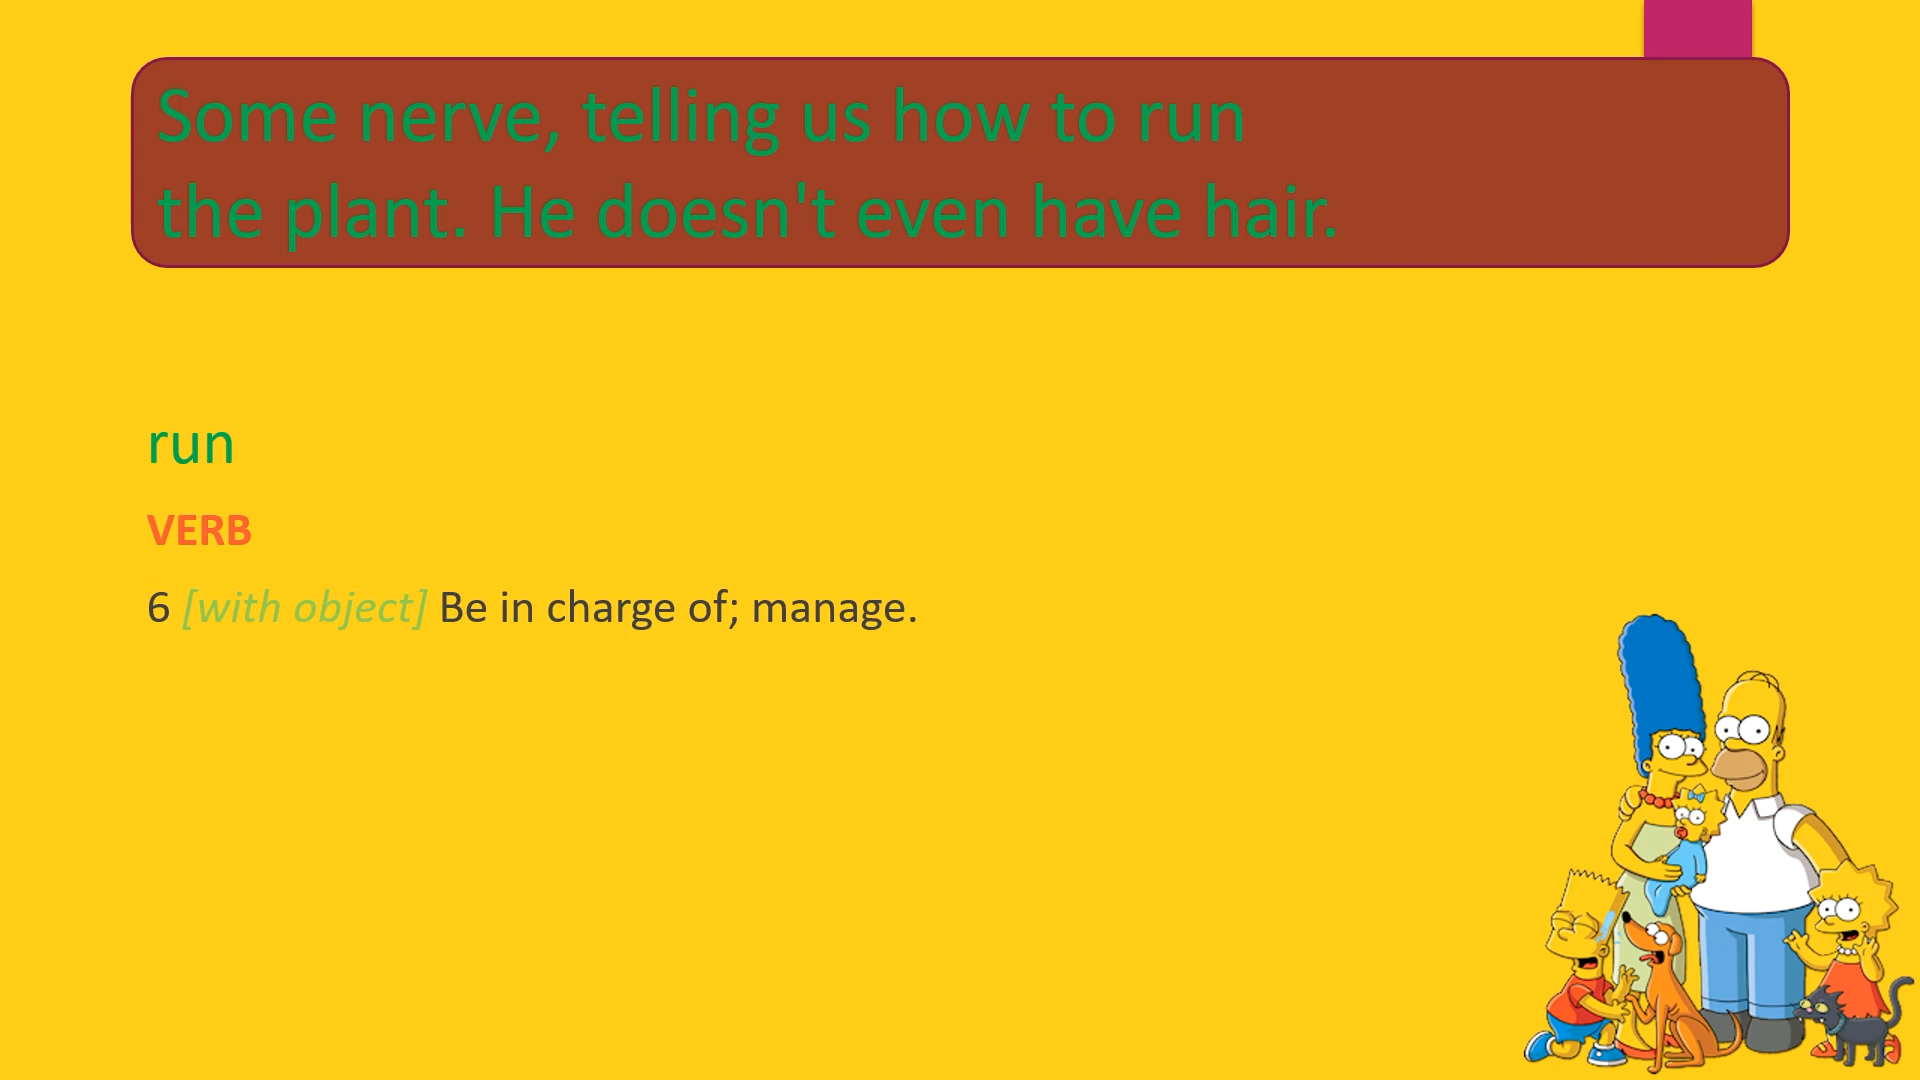 Some nerve, telling us how to run
the plant. He doesn't even have hair.
run
VERB
6 [with object] Be in charge of; manage.